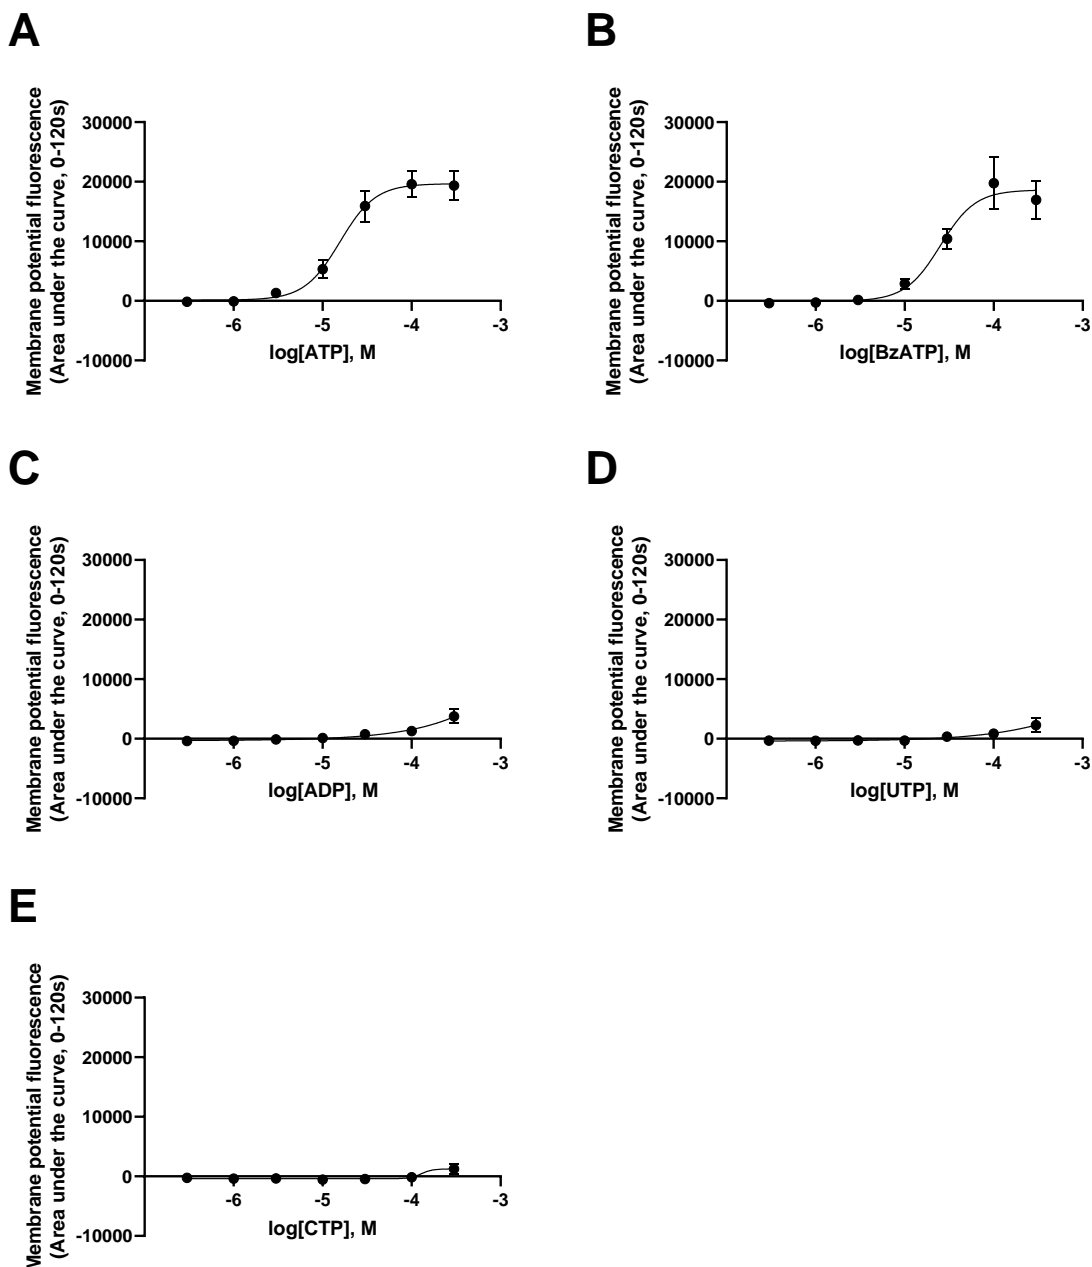 A
Membrane potential fluorescence
(Area under the curve, 0-120s)
30000
20000
10000
0
-10000
-6
-5
-4
-3
log[ATP], M
B
Membrane potential fluorescence
(Area under the curve, 0-120s)
30000
20000
10000
0
-10000
-6
-5
-4
-3
log[BzATP], M
C
Membrane potential fluorescence
(Area under the curve, 0-120s)
30000
20000
10000
0
-10000
-6
-5
-4
-3
log[ADP], M
D
Membrane potential fluorescence
(Area under the curve, 0-120s)
30000
20000
10000
0
-10000
-6
-5
-4
-3
log[UTP], M
E
Membrane potential fluorescence
(Area under the curve, 0-120s)
30000
20000
10000
0
-10000
-6
-5
-4
-3
log[CTP], M